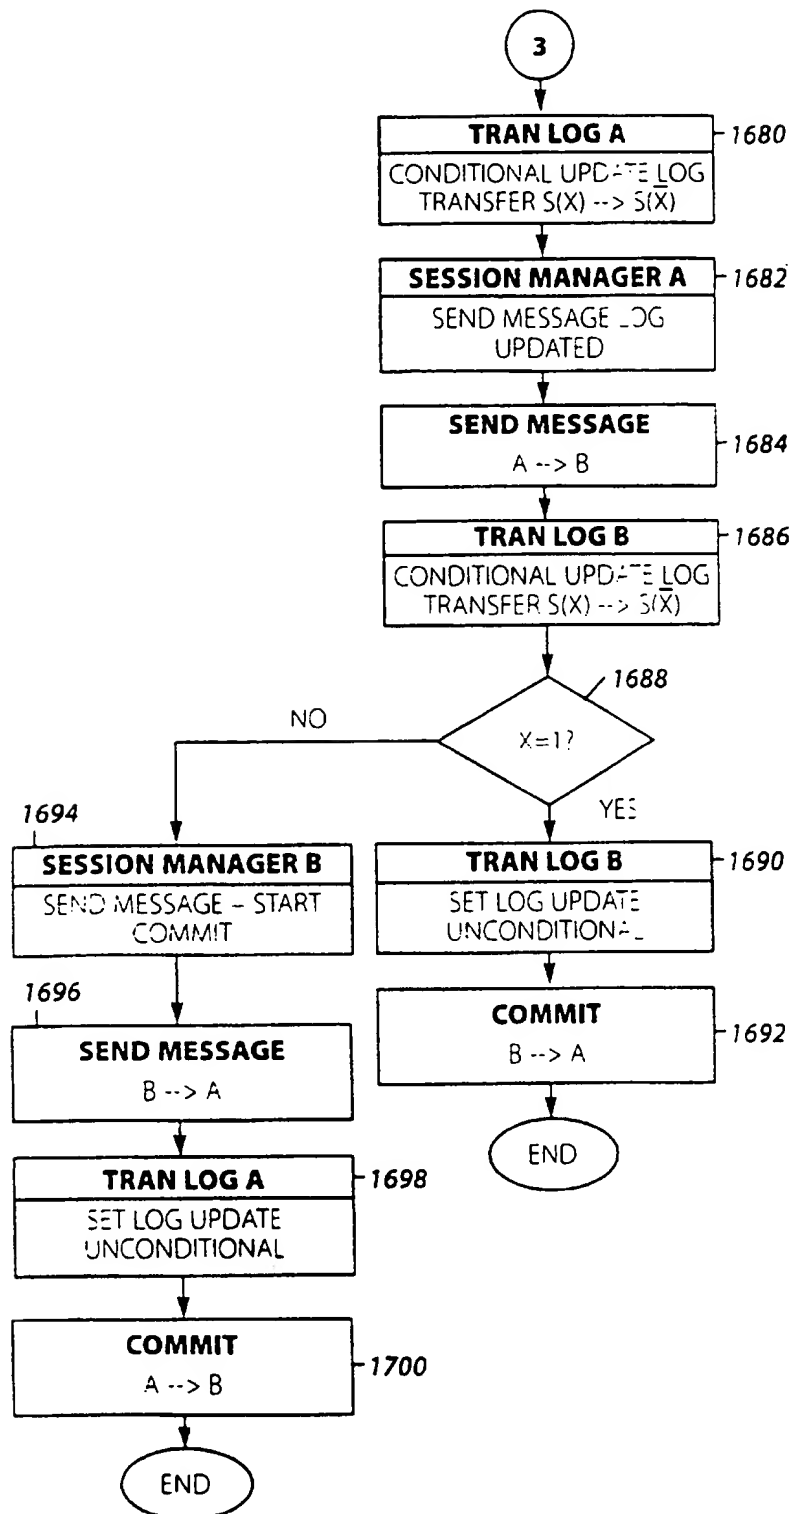 3
TRAN LOG A
1680
CONDITIONAL UPDATE LOG
TRANSFER S(X) --> S(X̅)
SESSION MANAGER A
1682
SEND MESSAGE LOG
UPDATED
SEND MESSAGE
1684
A --> B
TRAN LOG B
1686
CONDITIONAL UPDATE LOG
TRANSFER S(X) --> S(X̅)
1688
X=1?
NO
YES
1694
SESSION MANAGER B
SEND MESSAGE – START
COMMIT
TRAN LOG B
1690
SET LOG UPDATE
UNCONDITIONAL
1696
SEND MESSAGE
B --> A
COMMIT
1692
B --> A
END
TRAN LOG A
1698
SET LOG UPDATE
UNCONDITIONAL
COMMIT
1700
A --> B
END